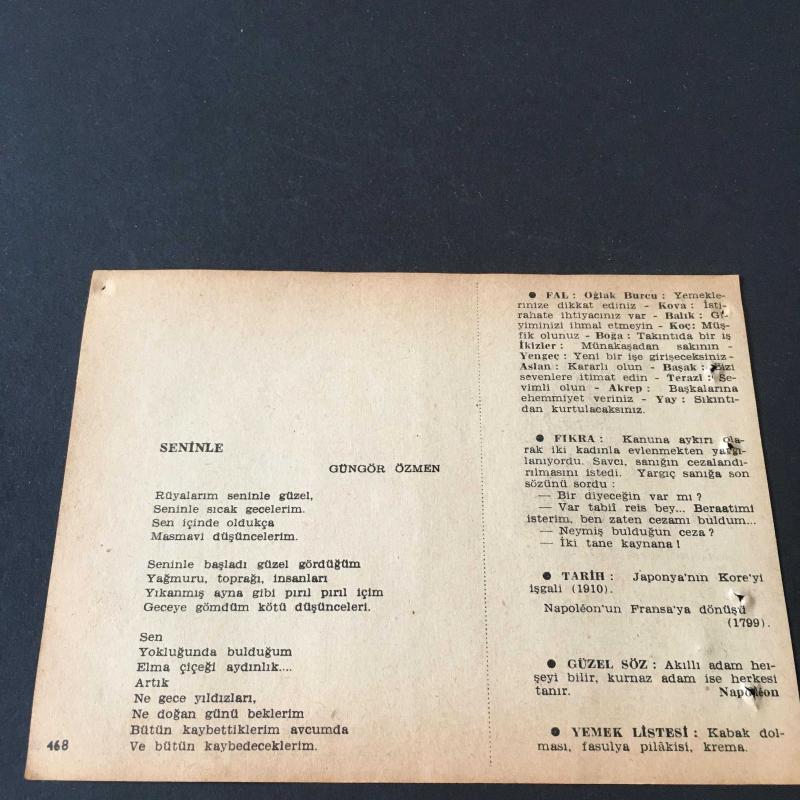 SENİNLE
GÜNGÖR ÖZMEN
Rüyalarım seninle güzel,
Seninle sıcak gecelerim.
Sen içinde oldukça
Masmavi düşüncelerim.
Seninle başladı güzel gördüğüm
Yağmuru, toprağı, insanları
Yıkanmış ayna gibi pırıl pırıl içim
Geceye gömdüm kötü düşünceleri.
Sen
Yokluğunda bulduğum
Elma çiçeği aydınlık....
Artık
Ne gece yıldızları,
Ne doğan günü beklerim
Bütün kaybettiklerim avcumda
Ve bütün kaybedeceklerim.
468
● FAL : Oğlak Burcu : Yemekle-
rinize dikkat ediniz - Kova : İsti-
rahate ihtiyacınız var - Balık : Gi-
yiminizi ihmal etmeyin - Koç: Müş-
fik olunuz - Boğa : Takıntıda bir iş
İkizler : Münakaşadan sakının -
Yengeç : Yeni bir işe girişeceksiniz -
Aslan : Kararlı olun - Başak : Sizi
sevenlere itimat edin - Terazi : Se-
vimli olun - Akrep : Başkalarına
ehemmiyet veriniz - Yay : Sıkıntı-
dan kurtulacaksınız.
● FIKRA : Kanuna aykırı ola-
rak iki kadınla evlenmekten yargı-
lanıyordu. Savcı, sanığın cezalandı-
rılmasını istedi. Yargıç sanığa son
sözünü sordu :
— Bir diyeceğin var mı ?
— Var tabiî reis bey... Beraatimi
isterim, ben zaten cezamı buldum...
— Neymiş bulduğun ceza ?
— İki tane kaynana !
● TARİH : Japonya'nın Kore'yi
işgali (1910).
Napoléon'un Fransa'ya dönüşü
(1799).
● GÜZEL SÖZ : Akıllı adam her-
şeyi bilir, kurnaz adam ise herkesi
tanır. Napoléon
● YEMEK LİSTESİ : Kabak dol-
ması, fasulya pilâkisi, krema.